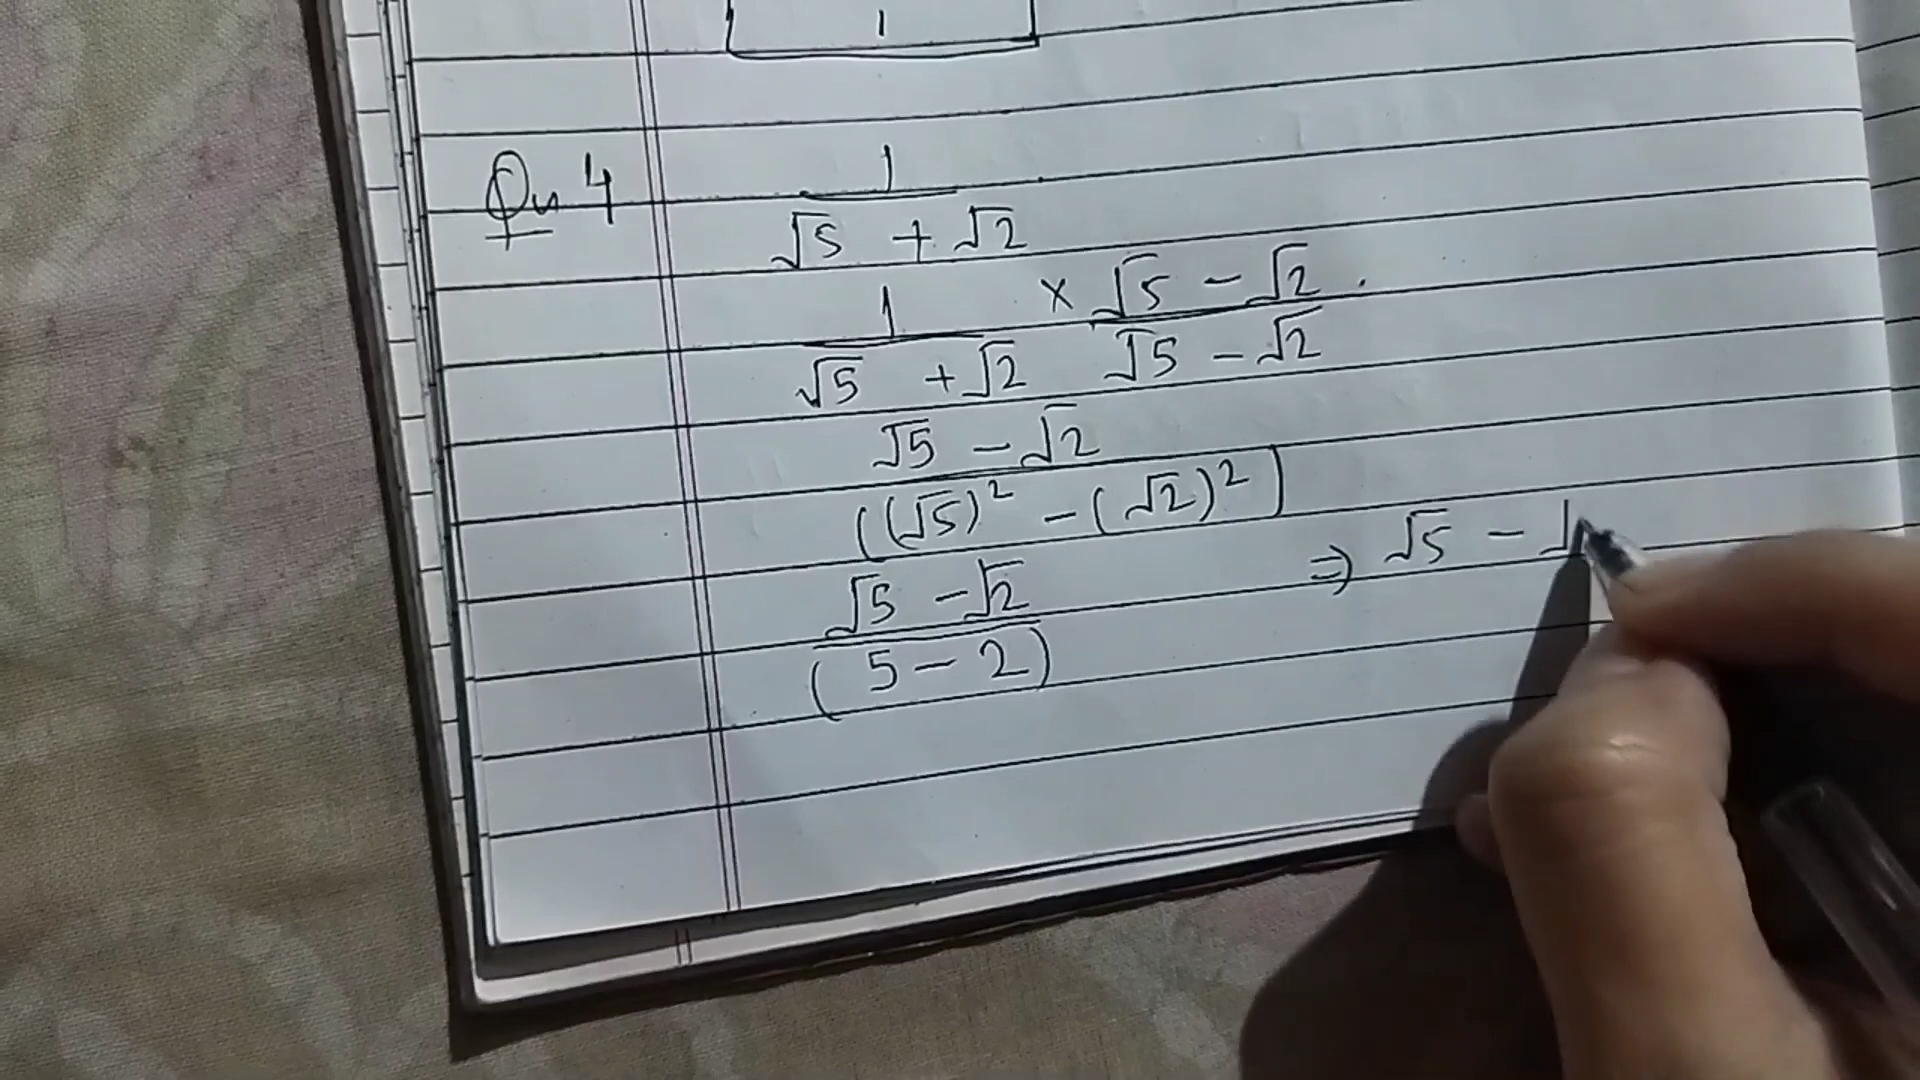 1
Qu 4
1
√5 + √2
1 × √5 - √2 .
√5 + √2 √5 - √2
√5 - √2
((√5)² - (√2)²)
√5 - √2 ⇒ √5 - √
(5 - 2)